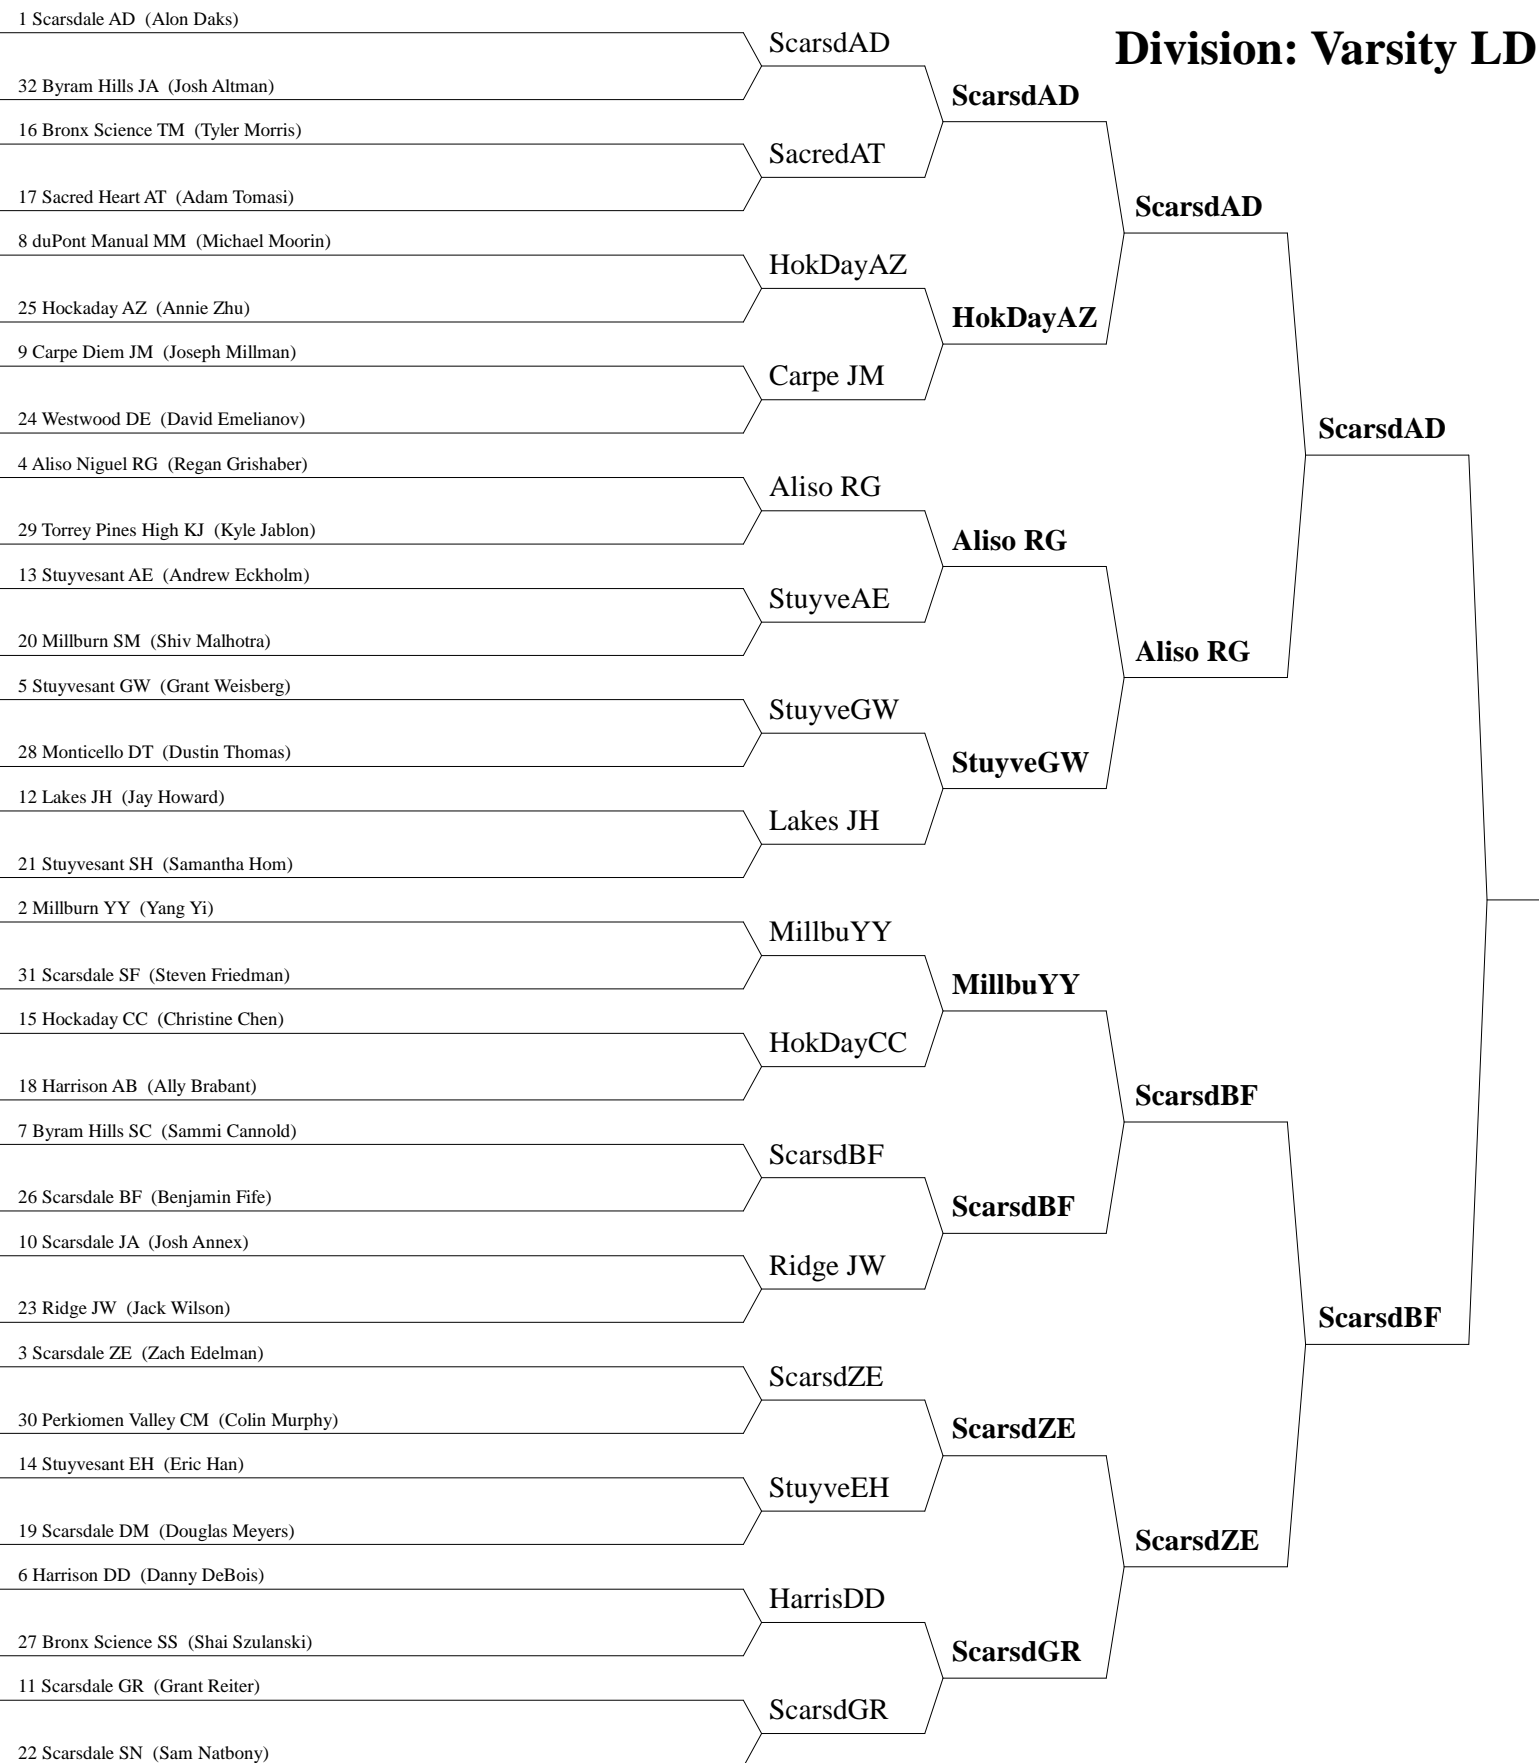 Division: Varsity LD
1 Scarsdale AD (Alon Daks)
32 Byram Hills JA (Josh Altman)
16 Bronx Science TM (Tyler Morris)
17 Sacred Heart AT (Adam Tomasi)
8 duPont Manual MM (Michael Moorin)
25 Hockaday AZ (Annie Zhu)
9 Carpe Diem JM (Joseph Millman)
24 Westwood DE (David Emelianov)
4 Aliso Niguel RG (Regan Grishaber)
29 Torrey Pines High KJ (Kyle Jablon)
13 Stuyvesant AE (Andrew Eckholm)
20 Millburn SM (Shiv Malhotra)
5 Stuyvesant GW (Grant Weisberg)
28 Monticello DT (Dustin Thomas)
12 Lakes JH (Jay Howard)
21 Stuyvesant SH (Samantha Hom)
2 Millburn YY (Yang Yi)
31 Scarsdale SF (Steven Friedman)
15 Hockaday CC (Christine Chen)
18 Harrison AB (Ally Brabant)
7 Byram Hills SC (Sammi Cannold)
26 Scarsdale BF (Benjamin Fife)
10 Scarsdale JA (Josh Annex)
23 Ridge JW (Jack Wilson)
3 Scarsdale ZE (Zach Edelman)
30 Perkiomen Valley CM (Colin Murphy)
14 Stuyvesant EH (Eric Han)
19 Scarsdale DM (Douglas Meyers)
6 Harrison DD (Danny DeBois)
27 Bronx Science SS (Shai Szulanski)
11 Scarsdale GR (Grant Reiter)
22 Scarsdale SN (Sam Natbony)
ScarsdAD
SacredAT
HokDayAZ
Carpe JM
Aliso RG
StuyveAE
StuyveGW
Lakes JH
MillbuYY
HokDayCC
ScarsdBF
Ridge JW
ScarsdZE
StuyveEH
HarrisDD
ScarsdGR
ScarsdAD
HokDayAZ
Aliso RG
StuyveGW
MillbuYY
ScarsdBF
ScarsdZE
ScarsdGR
ScarsdAD
Aliso RG
ScarsdBF
ScarsdZE
ScarsdAD
ScarsdBF